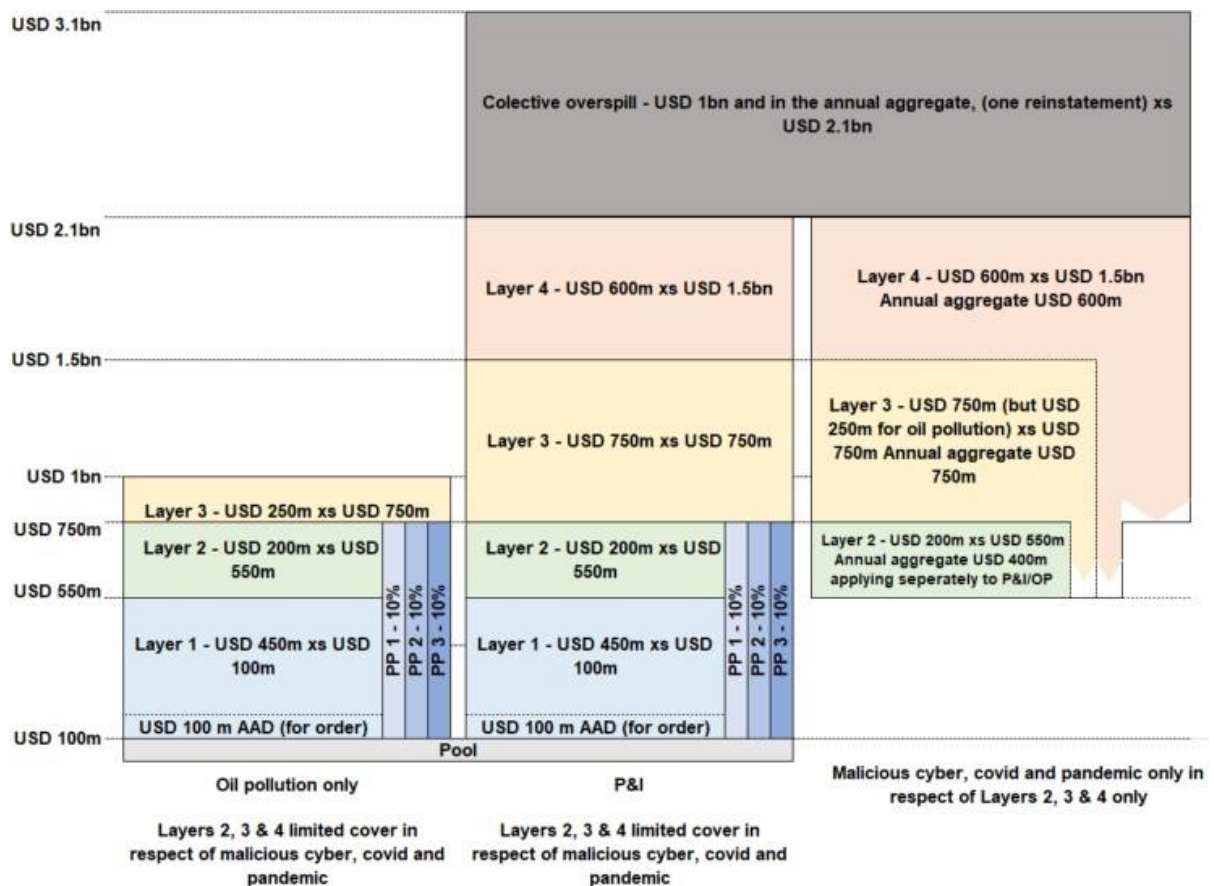 USD 3.1bn
Colective overspill - USD 1bn and in the annual aggregate, (one reinstatement) xs
USD 2.1bn
USD 2.1bn
Layer 4 - USD 600m xs USD 1.5bn
Layer 4 - USD 600m xs USD 1.5bn
Annual aggregate USD 600m
USD 1.5bn
Layer 3 - USD 750m xs USD 750m
Layer 3 - USD 750m (but USD
250m for oil pollution) xs USD
750m Annual aggregate USD
750m
USD 1bn
Layer 3 - USD 250m xs USD 750m
USD 750m
Layer 2 - USD 200m xs USD
550m
Layer 2 - USD 200m xs USD
550m
Layer 2 - USD 200m xs USD 550m
Annual aggregate USD 400m
applying seperately to P&I/OP
USD 550m
Layer 1 - USD 450m xs USD
100m
PP 1 - 10%
PP 2 - 10%
PP 3 - 10%
Layer 1 - USD 450m xs USD
100m
PP 1 - 10%
PP 2 - 10%
PP 3 - 10%
USD 100 m AAD (for order)
USD 100 m AAD (for order)
USD 100m
Pool
Oil pollution only
Layers 2, 3 & 4 limited cover in
respect of malicious cyber, covid and
pandemic
P&I
Layers 2, 3 & 4 limited cover in
respect of malicious cyber, covid and
pandemic
Malicious cyber, covid and pandemic only in
respect of Layers 2, 3 & 4 only